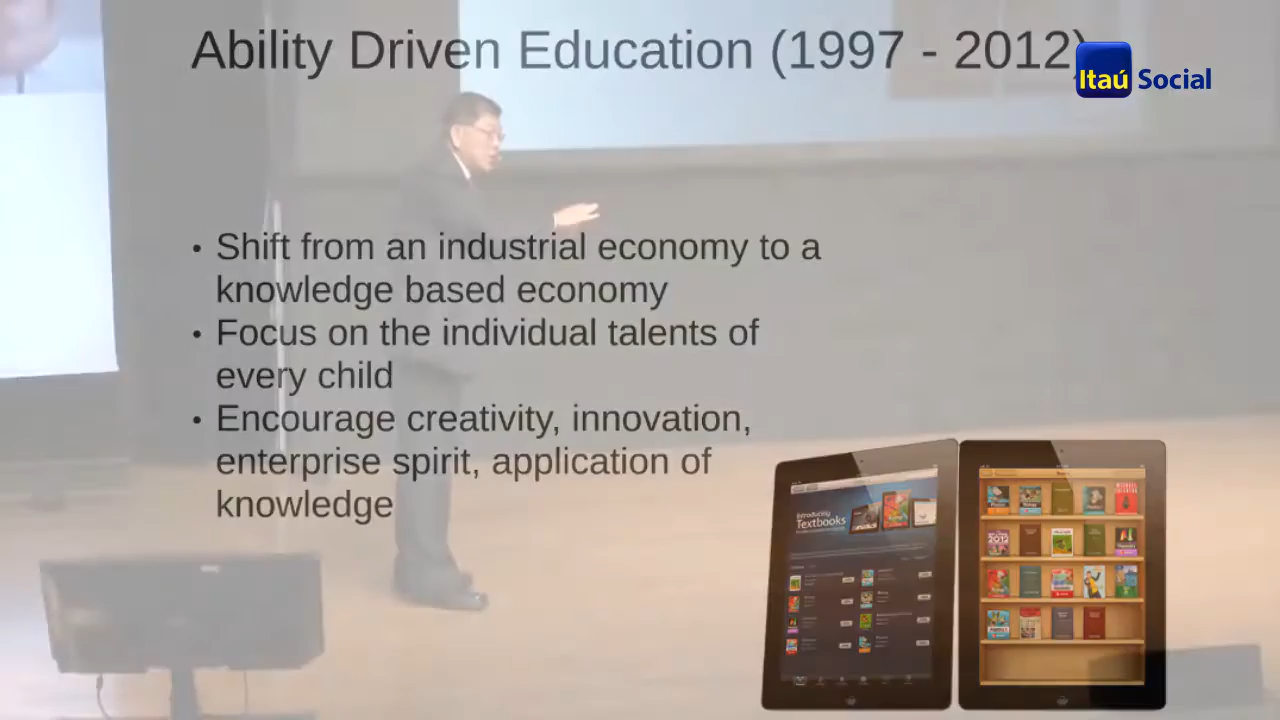 Ability Driven Education (1997 - 2012)
Itaú Social
• Shift from an industrial economy to a
knowledge based economy
• Focus on the individual talents of
every child
• Encourage creativity, innovation,
enterprise spirit, application of
knowledge
Introducing
Textbooks